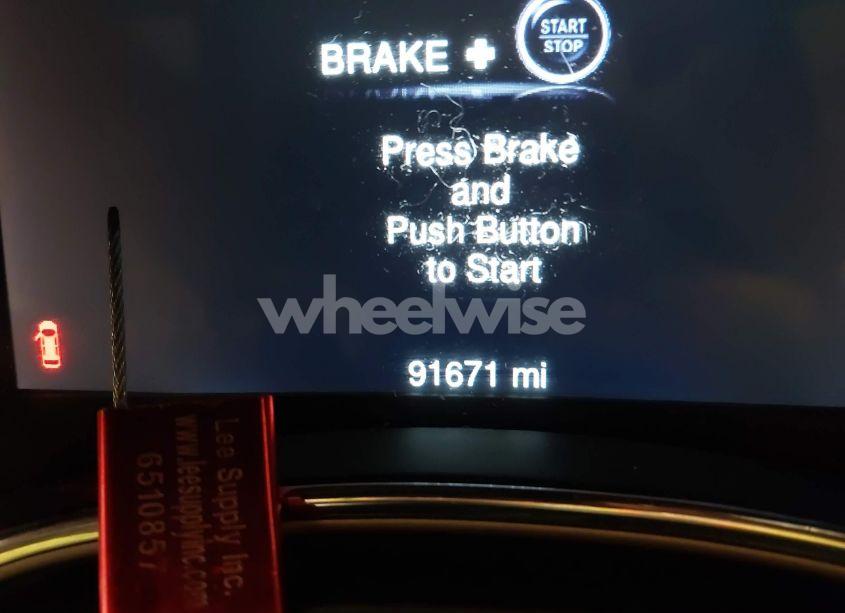 START
STOP
BRAKE +
Press Brake
and
Push Button
to Start
wheelwise
91671 mi
Lee Supply Inc.
www.leesupplyinc.com
6510857